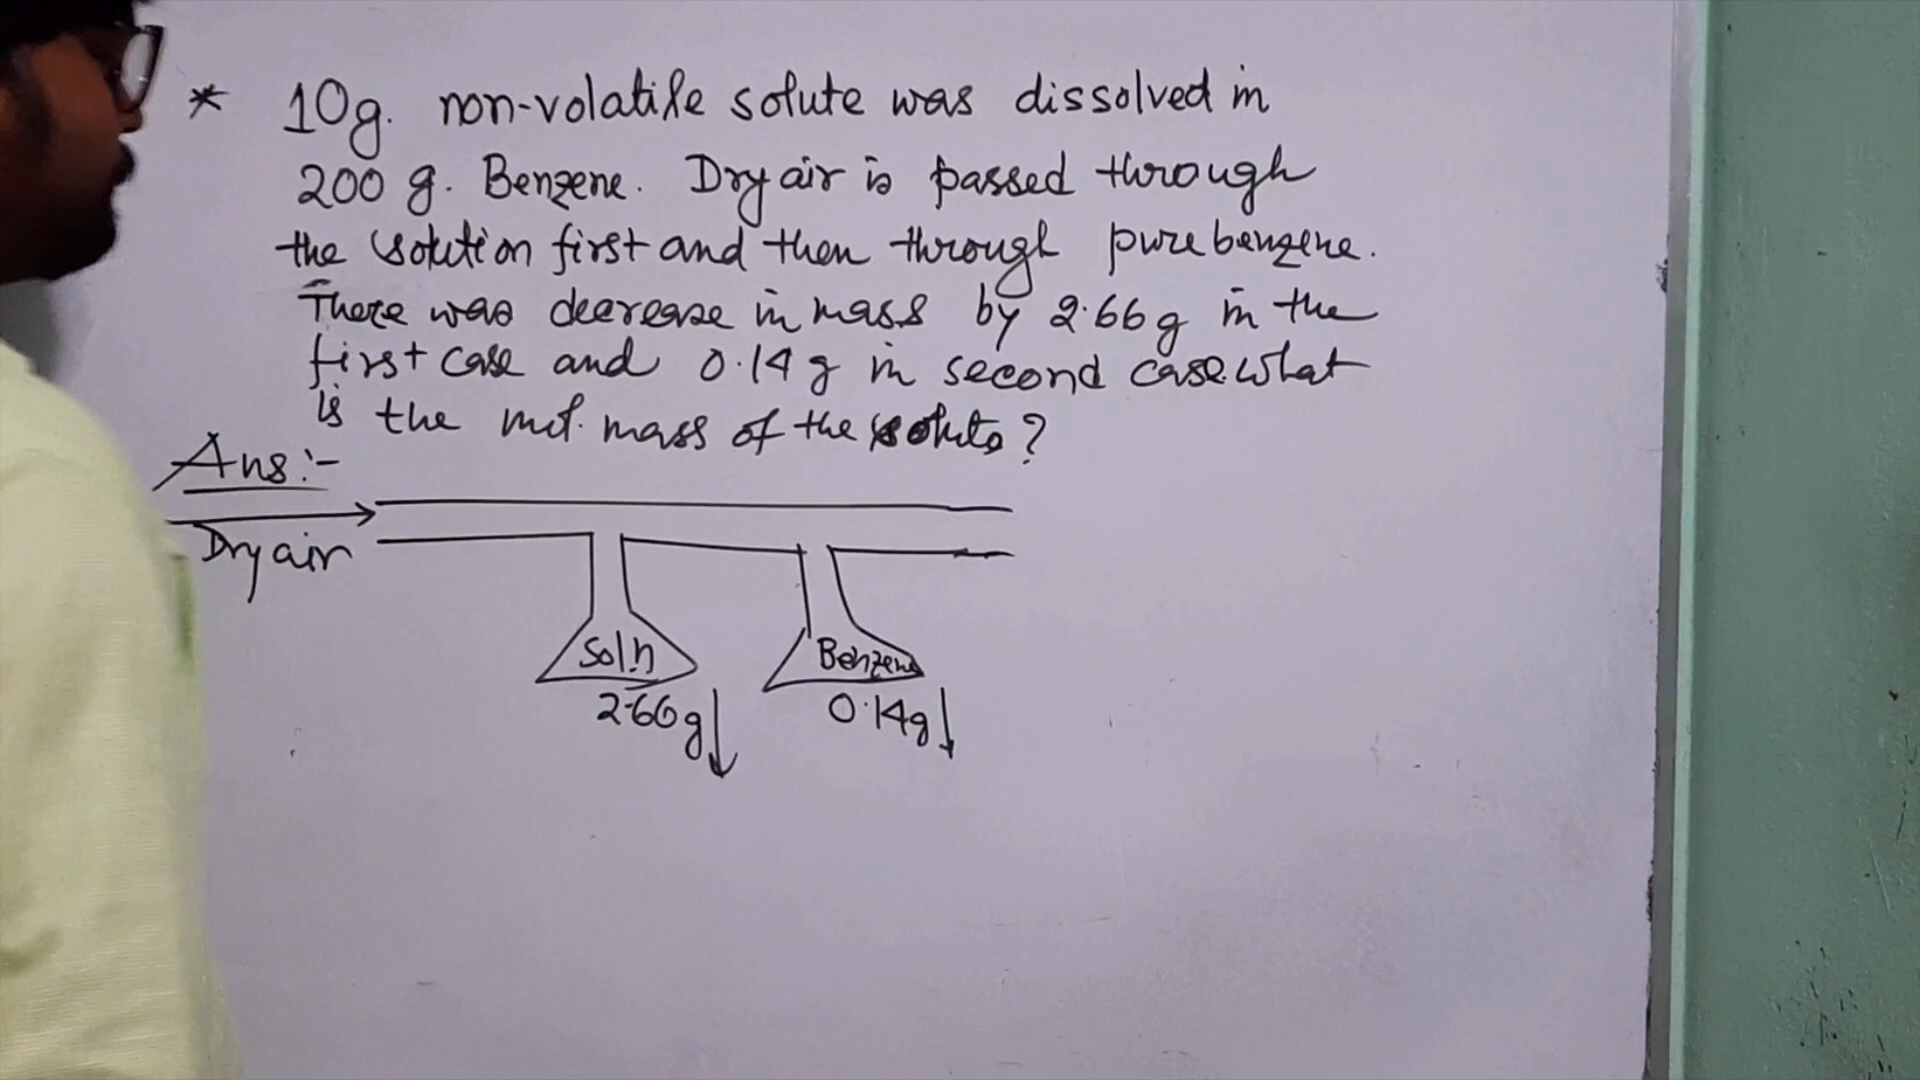 * 10g. non-volatile solute was dissolved in
200 g. Benzene. Dry air is passed through
the solution first and then through pure benzene.
There was decrease in mass by 2.66 g in the
first case and 0.14 g in second case. what
is the mol. mass of the solute?
Ans:-
Dry air
Sol.n
Benzene
2.66g↓
0.14g↓